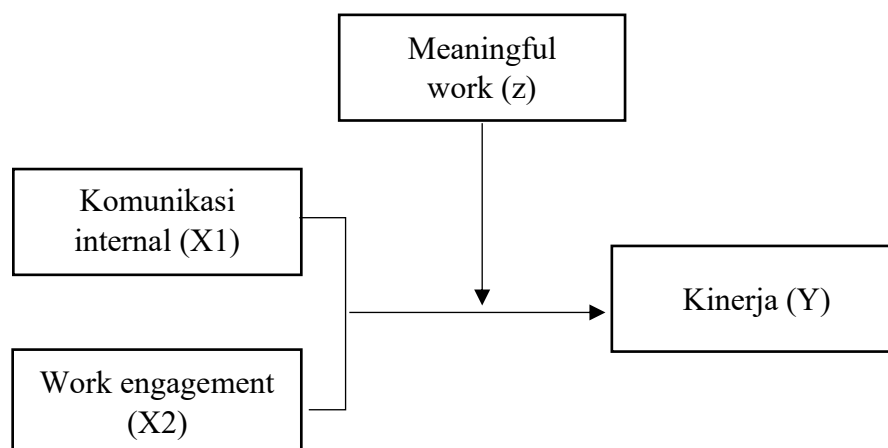 Meaningful
work (z)
Komunikasi
internal (X1)
Kinerja (Y)
Work engagement
(X2)